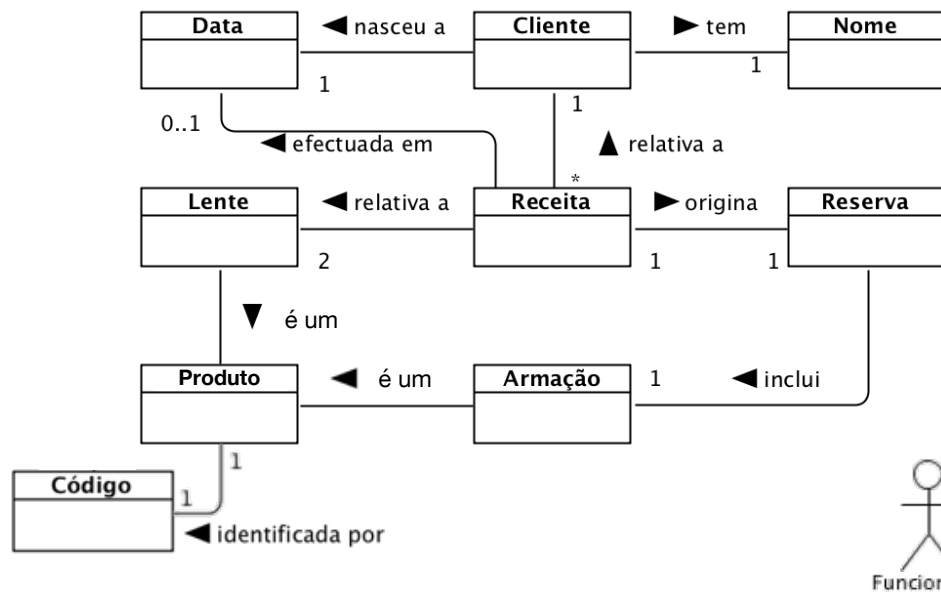 Data
nasceu a
Cliente
tem
Nome
1
1
0..1
1
efectuada em
relativa a
*
Lente
relativa a
Receita
origina
Reserva
2
1
1
é um
Produto
é um
Armação
1
inclui
1
Código
1
identificada por
Funcion